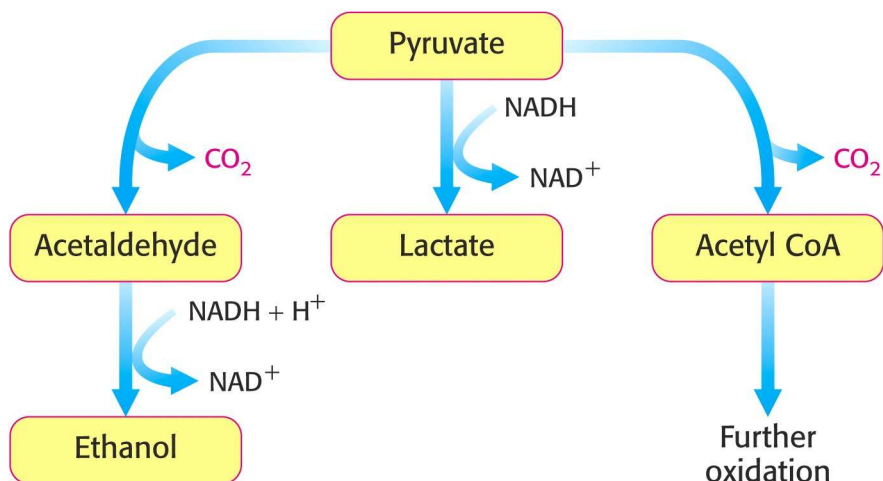 Pyruvate
NADH
CO₂
NAD⁺
CO₂
Acetaldehyde
Lactate
Acetyl CoA
NADH + H⁺
NAD⁺
Ethanol
Further
oxidation